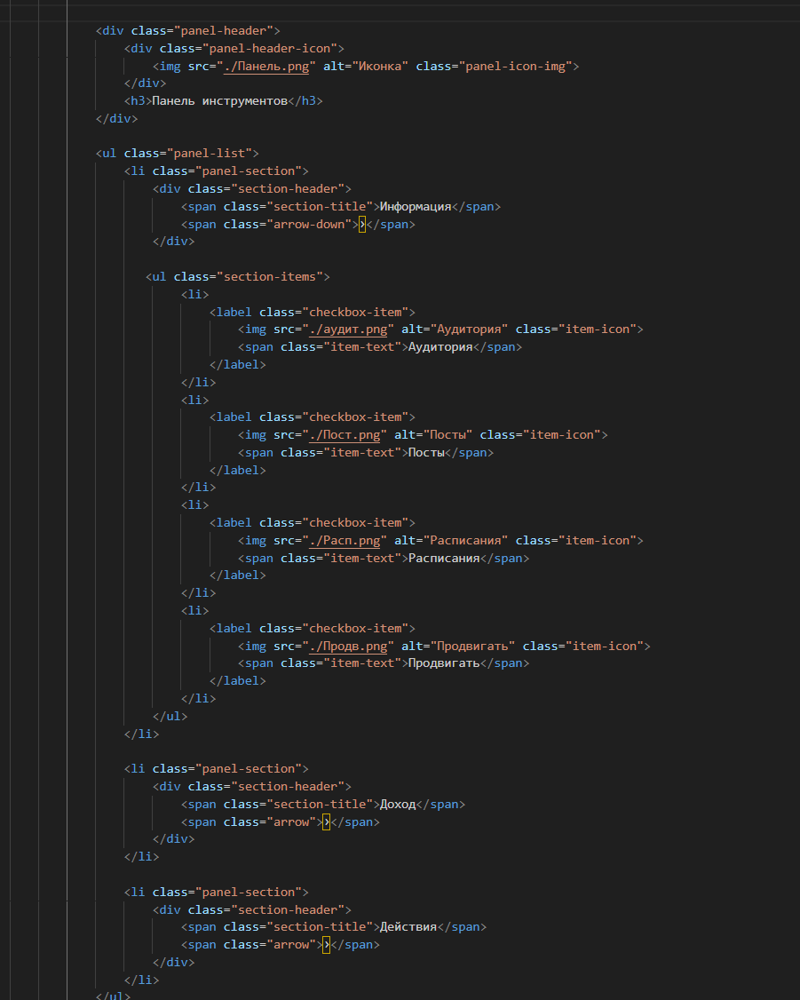 <div class="panel-header">
<div class="panel-header-icon">
<img src="./Панель.png" alt="Иконка" class="panel-icon-img">
</div>
<h3>Панель инструментов</h3>
</div>
<ul class="panel-list">
<li class="panel-section">
<div class="section-header">
<span class="section-title">Информация</span>
<span class="arrow-down">›</span>
</div>
<ul class="section-items">
<li>
<label class="checkbox-item">
<img src="./аудит.png" alt="Аудитория" class="item-icon">
<span class="item-text">Аудитория</span>
</label>
</li>
<li>
<label class="checkbox-item">
<img src="./Пост.png" alt="Посты" class="item-icon">
<span class="item-text">Посты</span>
</label>
</li>
<li>
<label class="checkbox-item">
<img src="./Расп.png" alt="Расписания" class="item-icon">
<span class="item-text">Расписания</span>
</label>
</li>
<li>
<label class="checkbox-item">
<img src="./Продв.png" alt="Продвигать" class="item-icon">
<span class="item-text">Продвигать</span>
</label>
</li>
</ul>
</li>
<li class="panel-section">
<div class="section-header">
<span class="section-title">Доход</span>
<span class="arrow">›</span>
</div>
</li>
<li class="panel-section">
<div class="section-header">
<span class="section-title">Действия</span>
<span class="arrow">›</span>
</div>
</li>
</ul>